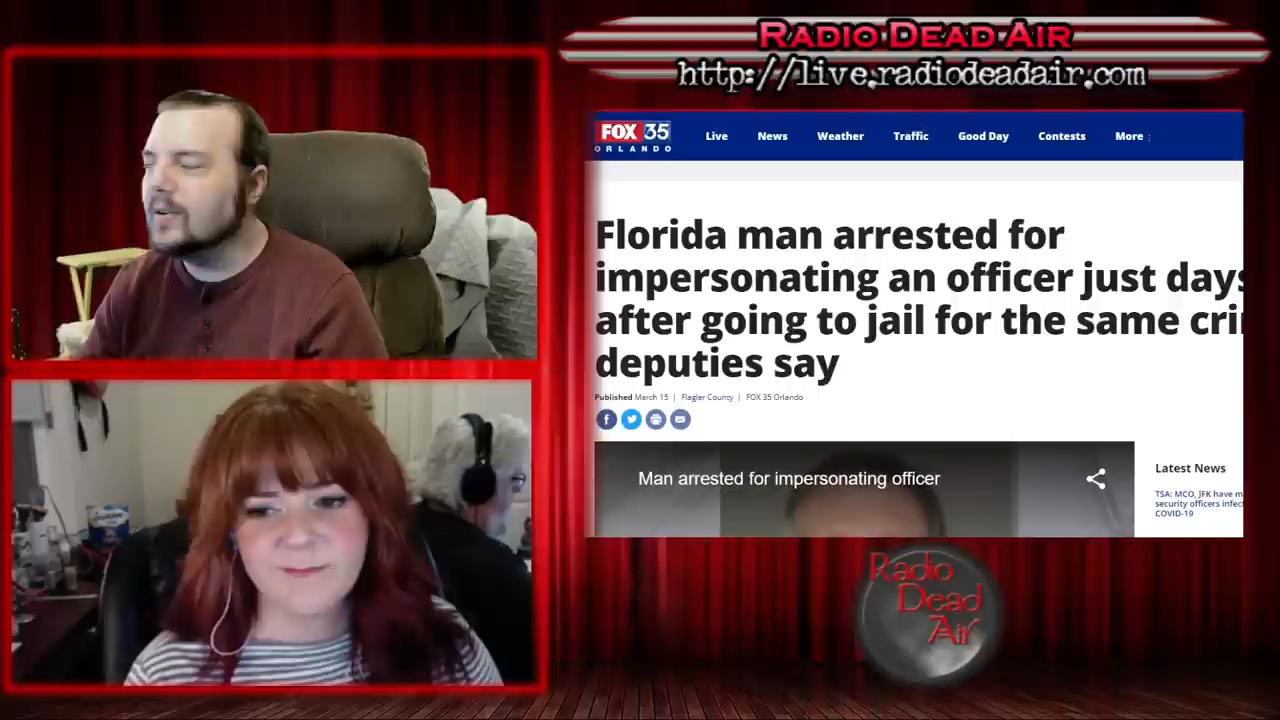 RADIO DEAD AIR
http://live.radiodeadair.com
FOX 35
ORLANDO
Live News Weather Traffic Good Day Contests More
Florida man arrested for
impersonating an officer just days
after going to jail for the same
deputies say
Published March 15 | Flagler County | FOX 35 Orlando
Man arrested for impersonating officer
Latest News
TSA: MCO, JFK have
security officers
COVID-19
Radio
Dead
Air